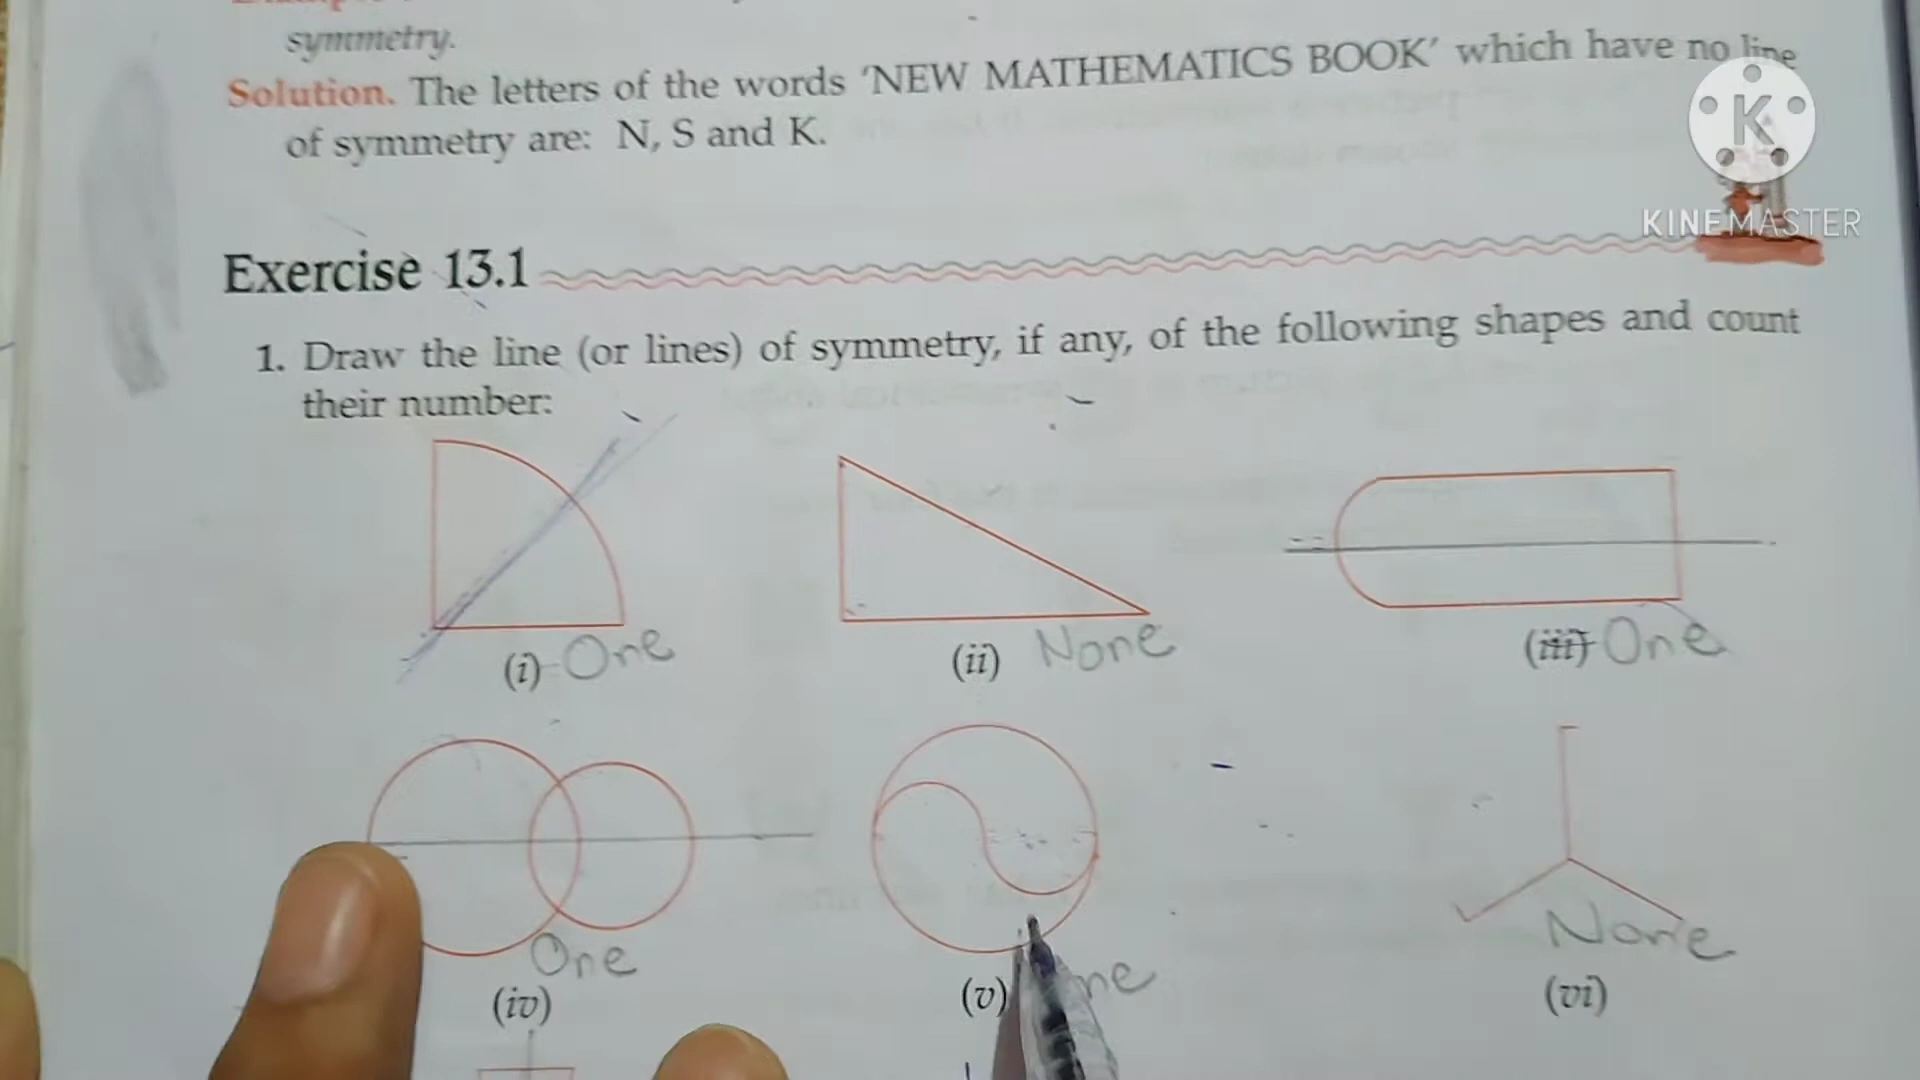 symmetry.
Solution. The letters of the words 'NEW MATHEMATICS BOOK' which have no line
of symmetry are: N, S and K.
K
KINEMASTER
Exercise 13.1
1. Draw the line (or lines) of symmetry, if any, of the following shapes and count
their number:
(i) One
(ii) None
(iii) One
One
(iv)
(v)
None
(vi)